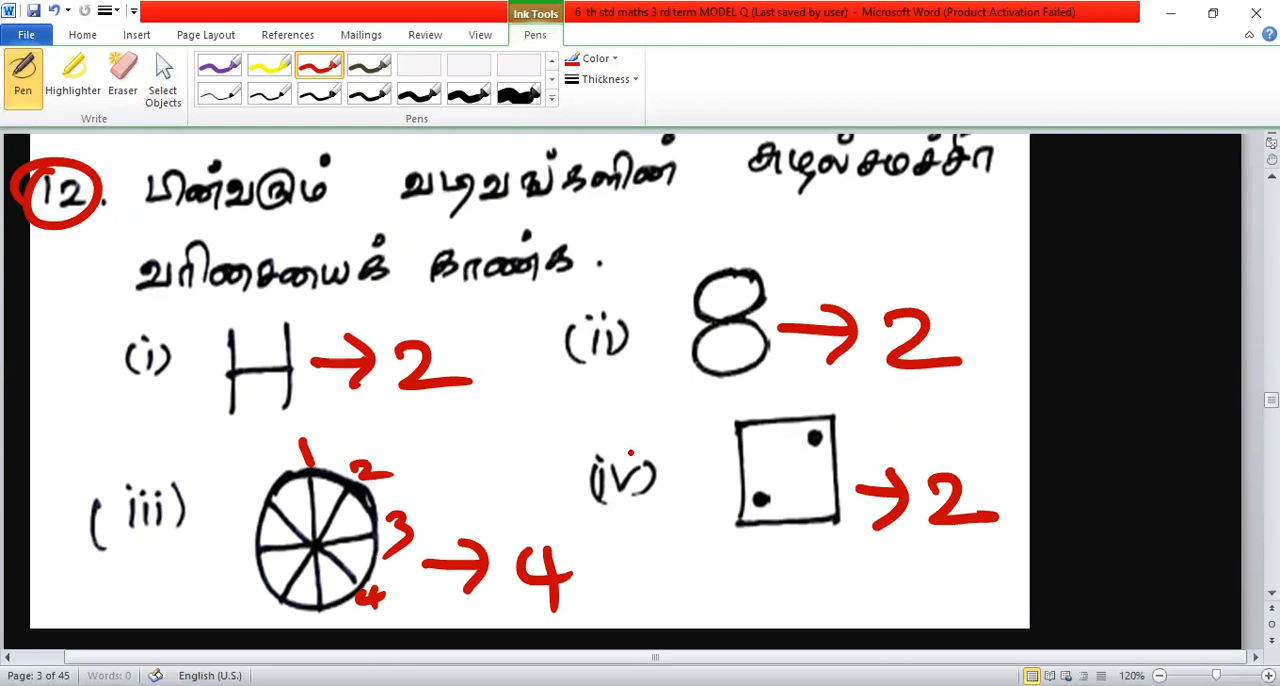 6 th std maths 3 rd term MODEL Q (Last saved by user) - Microsoft Word (Product Activation Failed)
Ink Tools
File Home Insert Page Layout References Mailings Review View Pens
Pen Highlighter Eraser Select Objects
Color
Thickness
Write Pens
12. பின்வரும் வடிவங்களின் சுழல்சமச்சீர்
வரிசையைக் காண்க.
(i) H → 2 (ii) 8 → 2
(iii) 1 2 3 4 → 4 (iv) → 2
Page: 3 of 45 Words: 0 English (U.S.) 120%